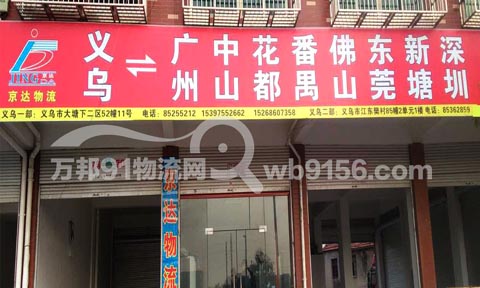 JING DA
京达物流
义乌 ⇌ 广州 中山 花都 番禺 佛山 东莞 新塘 深圳
义乌一部：义乌市大塘下二区52幢11号 电话：85255212 15397552662 15268607358 义乌二部：义乌市江东樊村85幢2单元1楼 电话：85362859
万邦91物流网 wb9156.com
京达物流